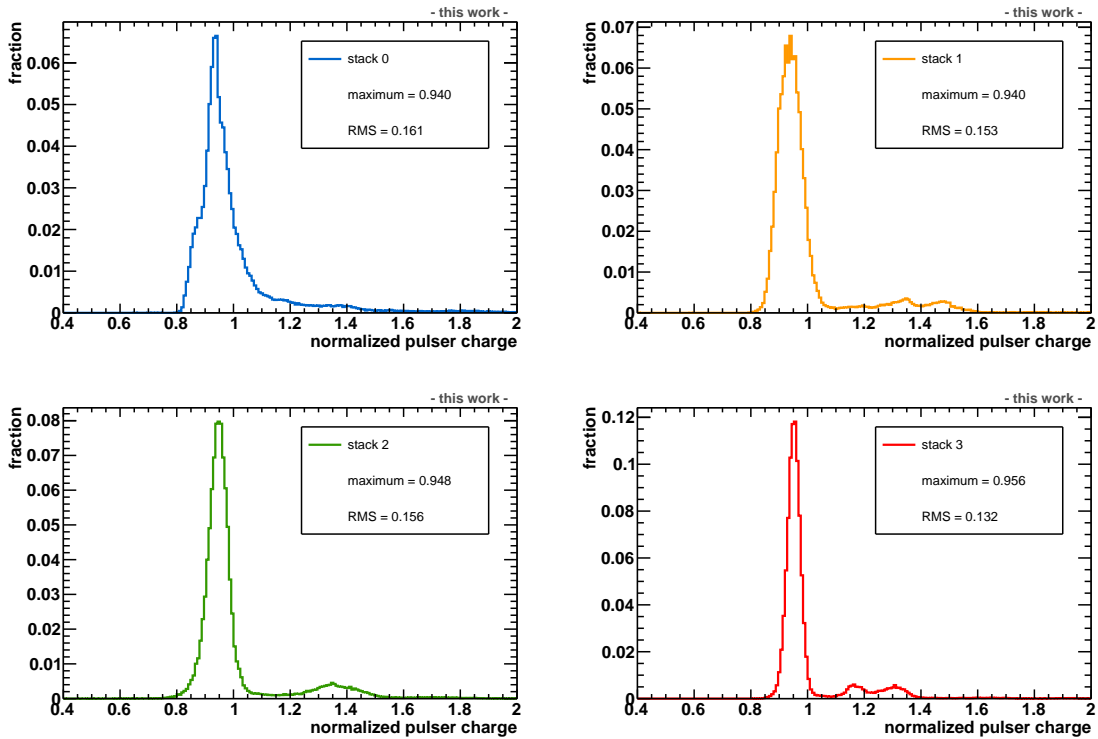 - this work -
fraction
0.06
0.05
0.04
0.03
0.02
0.01
0
stack 0
maximum = 0.940
RMS = 0.161
0.4 0.6 0.8 1 1.2 1.4 1.6 1.8 2
normalized pulser charge
- this work -
fraction
0.07
0.06
0.05
0.04
0.03
0.02
0.01
0
stack 1
maximum = 0.940
RMS = 0.153
0.4 0.6 0.8 1 1.2 1.4 1.6 1.8 2
normalized pulser charge
- this work -
fraction
0.08
0.07
0.06
0.05
0.04
0.03
0.02
0.01
0
stack 2
maximum = 0.948
RMS = 0.156
0.4 0.6 0.8 1 1.2 1.4 1.6 1.8 2
normalized pulser charge
- this work -
fraction
0.12
0.1
0.08
0.06
0.04
0.02
0
stack 3
maximum = 0.956
RMS = 0.132
0.4 0.6 0.8 1 1.2 1.4 1.6 1.8 2
normalized pulser charge